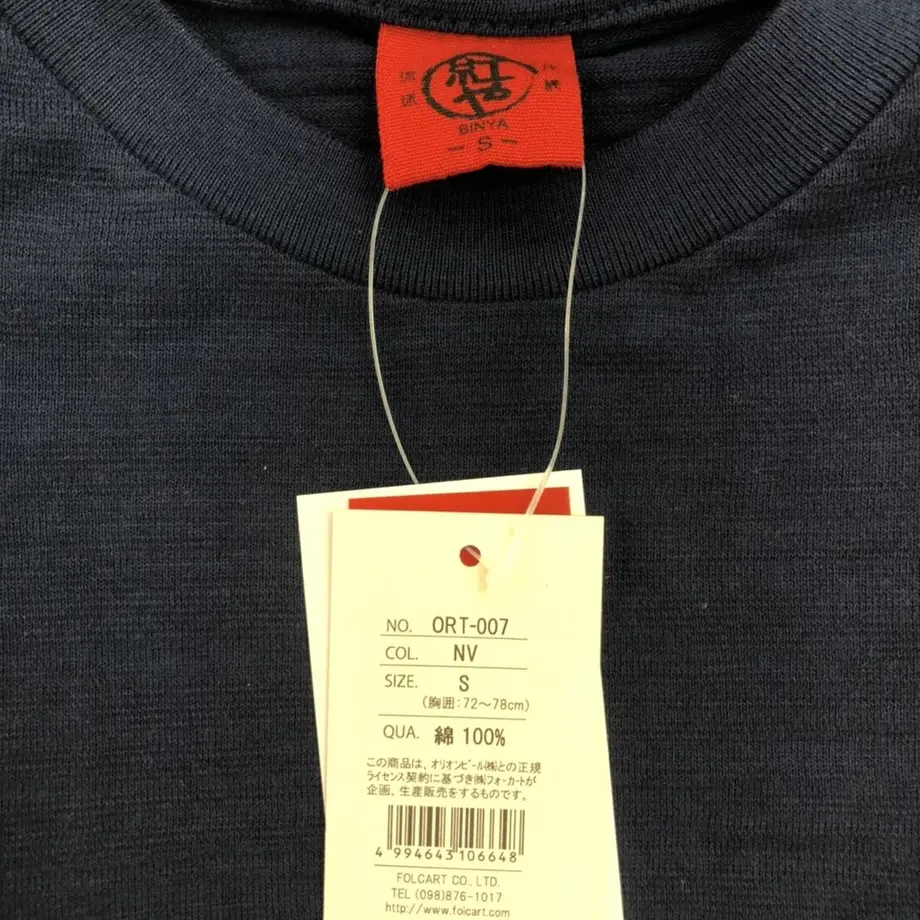 琉球
紅型
BINYA
- S -
NO. ORT-007
COL. NV
SIZE. S
(胸囲:72～78cm)
QUA. 綿 100%
この商品は、オリオンビール㈱との正規
ライセンス契約に基づき㈱フォーカートが
企画、生産販売をするものです。
4 994643 106648
FOLCART CO., LTD.
TEL (098)876-1017
http://www.folcart.com